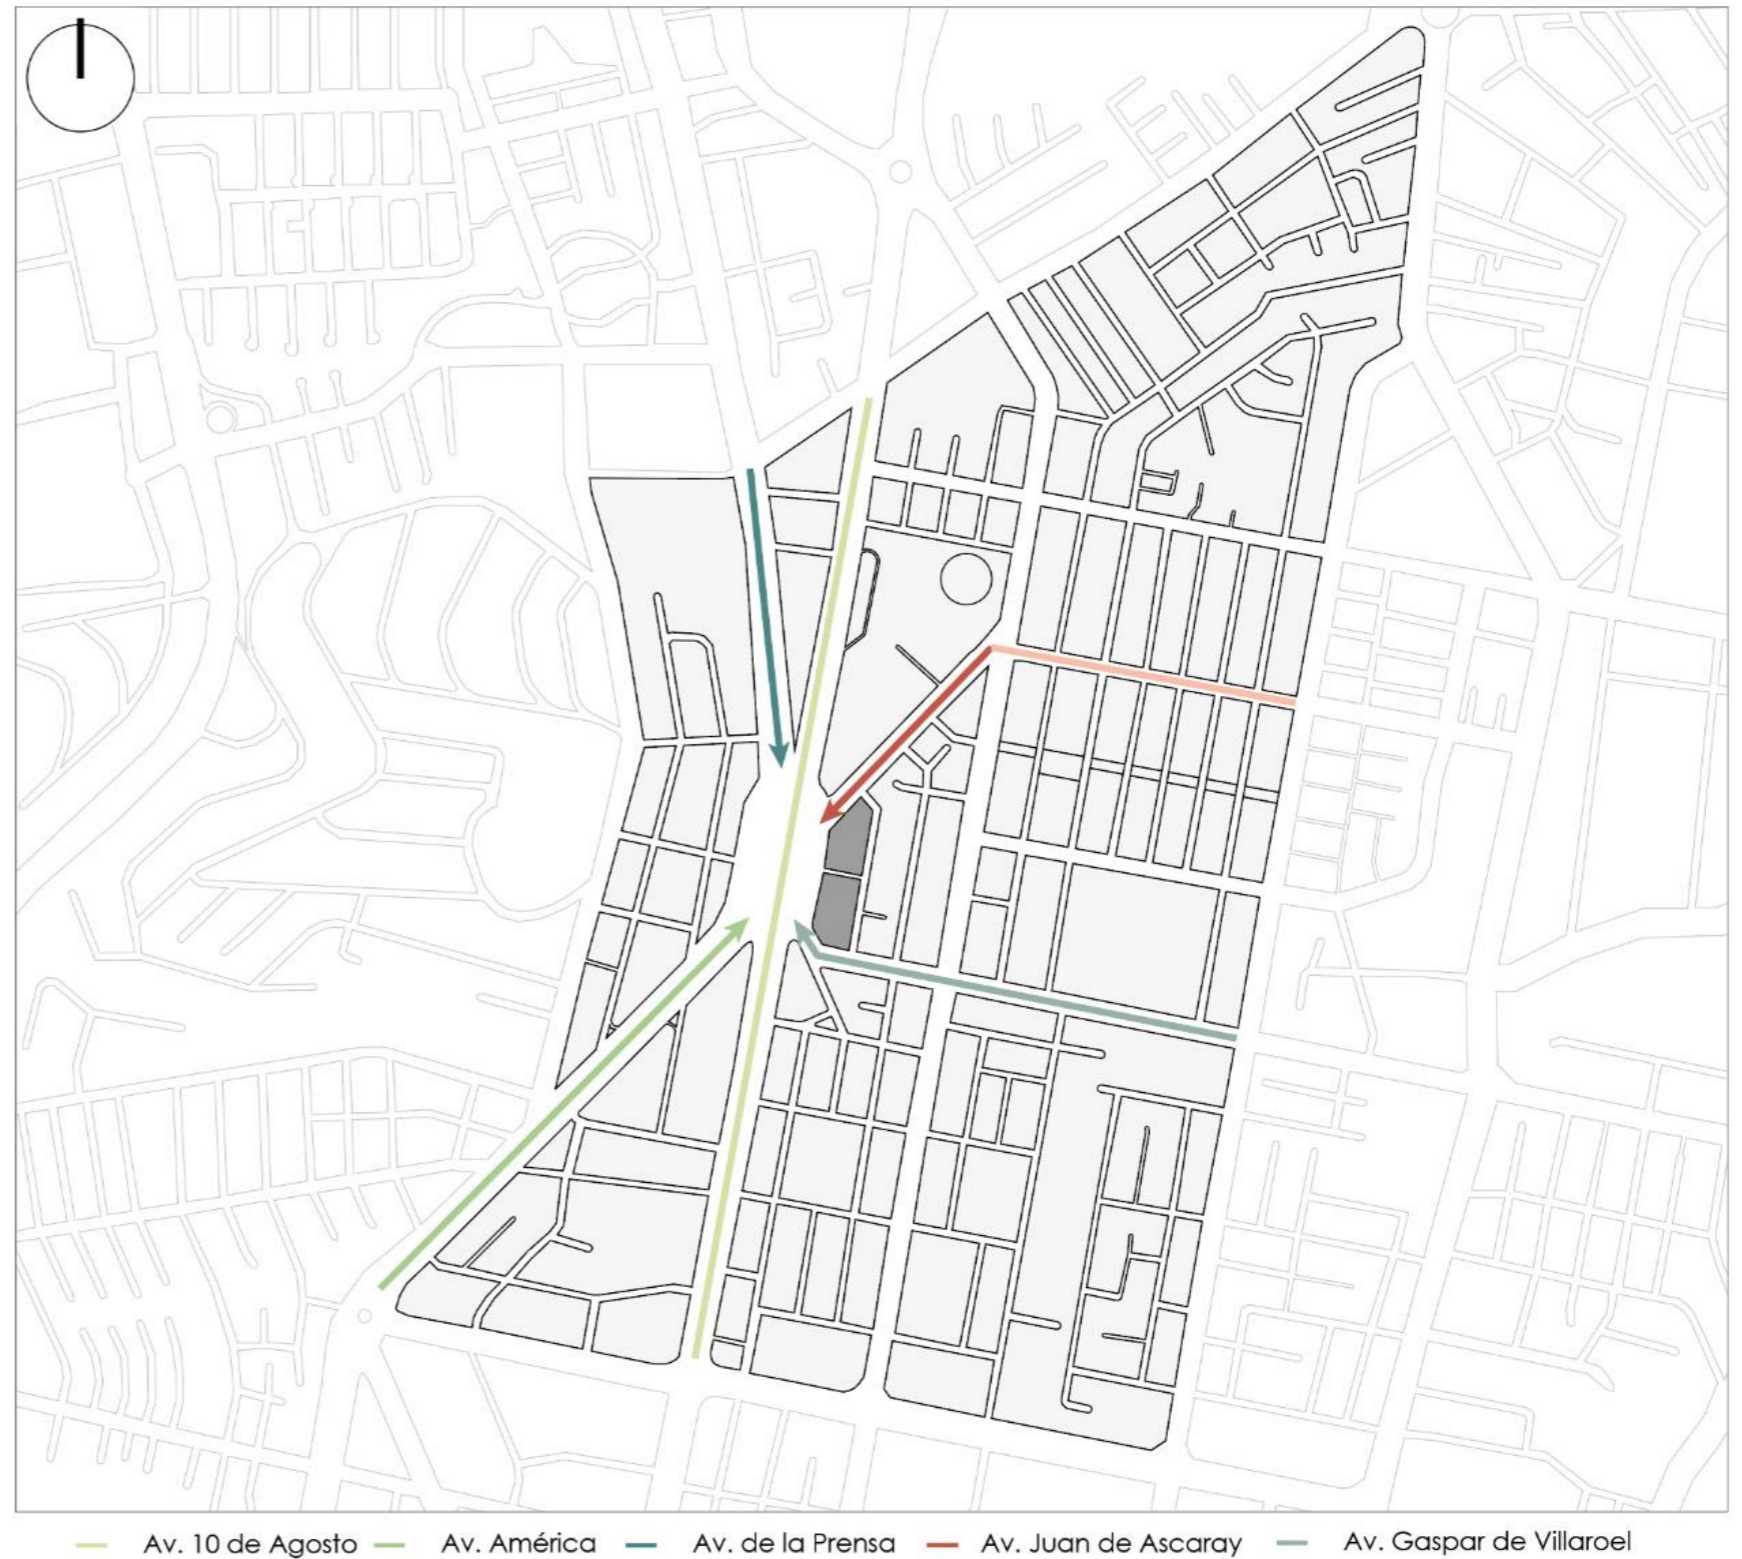 Av. 10 de Agosto
Av. América
Av. de la Prensa
Av. Juan de Ascaray
Av. Gaspar de Villaroel